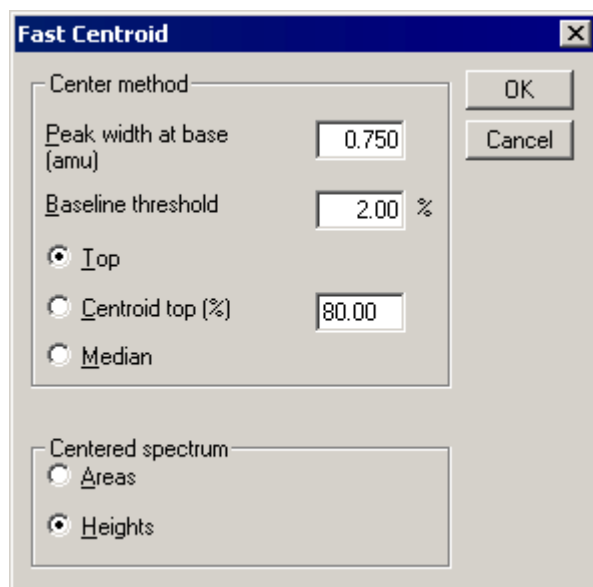 Fast Centroid
Center method
OK
Peak width at base
(amu)
0.750
Cancel
Baseline threshold
2.00 %
Top
Centroid top (%)
80.00
Median
Centered spectrum
Areas
Heights